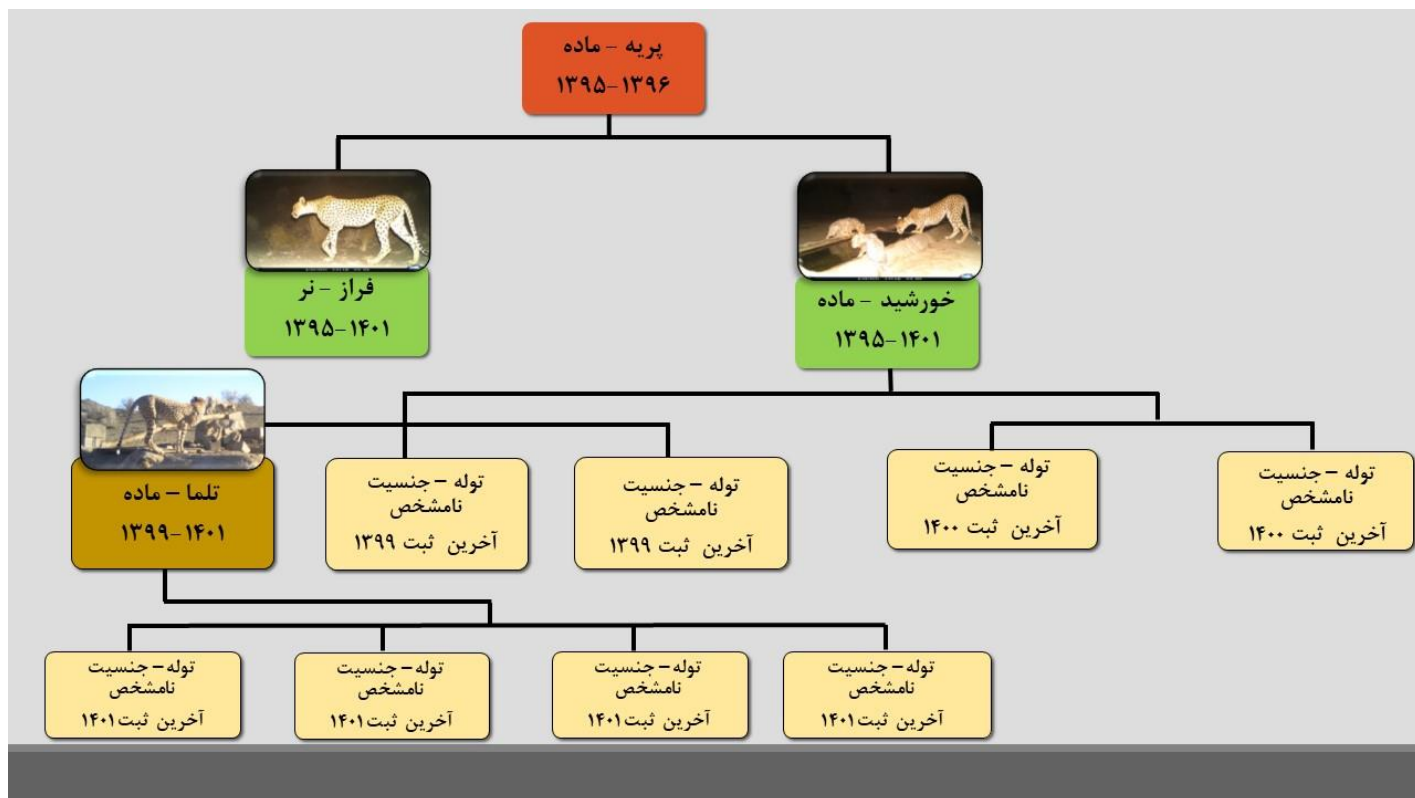 پریه – ماده
۱۳۹۵–۱۳۹۶
خورشید – ماده
۱۳۹۵–۱۴۰۱
فراز – نر
۱۳۹۵–۱۴۰۱
توله – جنسیت
نامشخص
آخرین ثبت ۱۴۰۰
توله – جنسیت
نامشخص
آخرین ثبت ۱۴۰۰
توله – جنسیت
نامشخص
آخرین ثبت ۱۳۹۹
توله – جنسیت
نامشخص
آخرین ثبت ۱۳۹۹
تلما – ماده
۱۳۹۹–۱۴۰۱
توله – جنسیت
نامشخص
آخرین ثبت ۱۴۰۱
توله – جنسیت
نامشخص
آخرین ثبت ۱۴۰۱
توله – جنسیت
نامشخص
آخرین ثبت ۱۴۰۱
توله – جنسیت
نامشخص
آخرین ثبت ۱۴۰۱